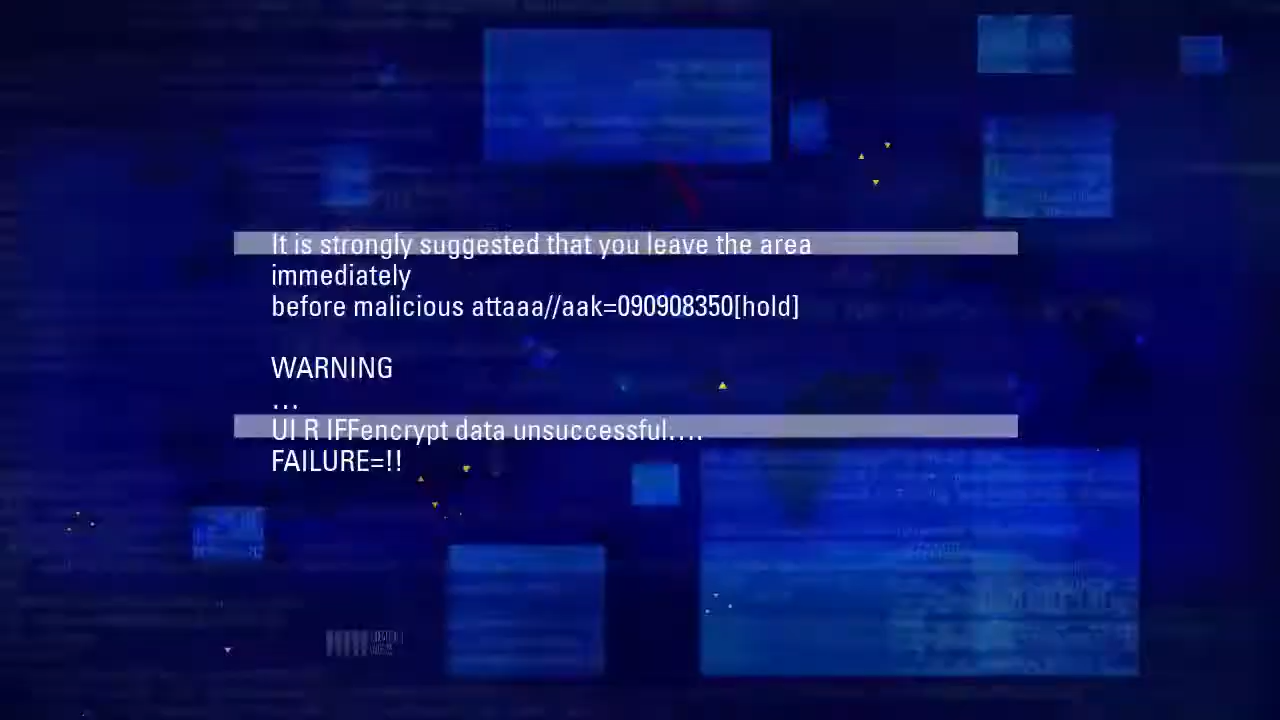 It is strongly suggested that you leave the area
immediately
before malicious attaaa//aak=090908350[hold]
WARNING
...
UI R IFFencrypt data unsuccessful....
FAILURE=!!